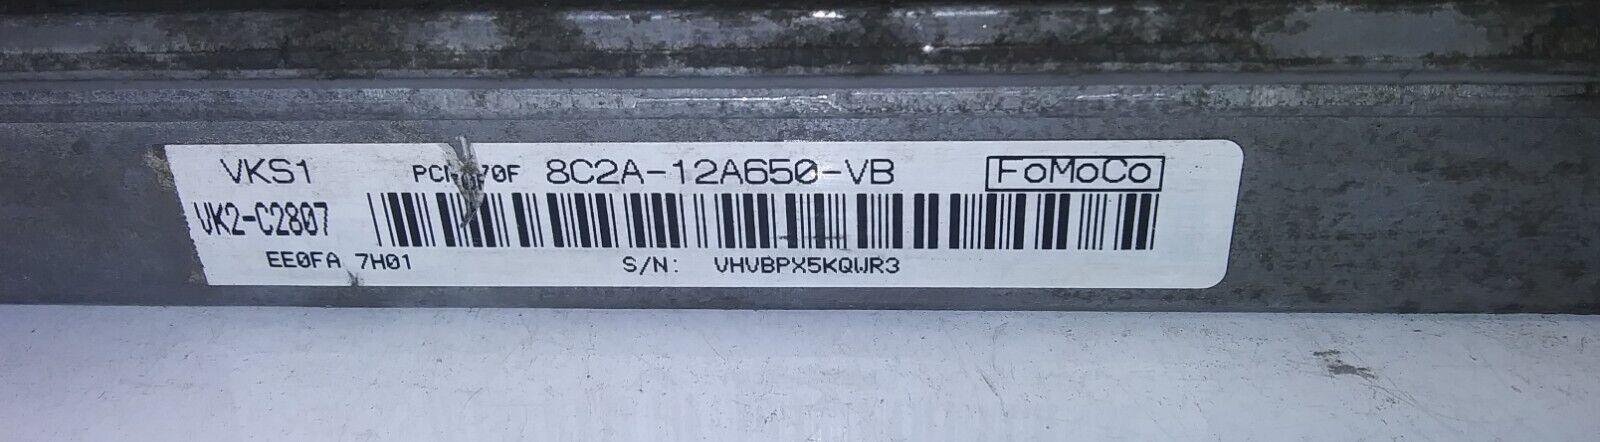 VKS1 8C2A-12A650-VB FoMoCo
VK2-C2807
EE0FA 7H01 S/N: VHVBPX5KQWR3